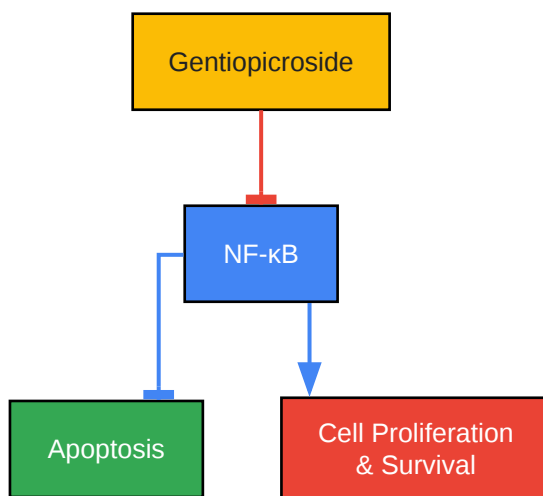 Gentiopicroside
NF-κB
Apoptosis
Cell Proliferation
& Survival